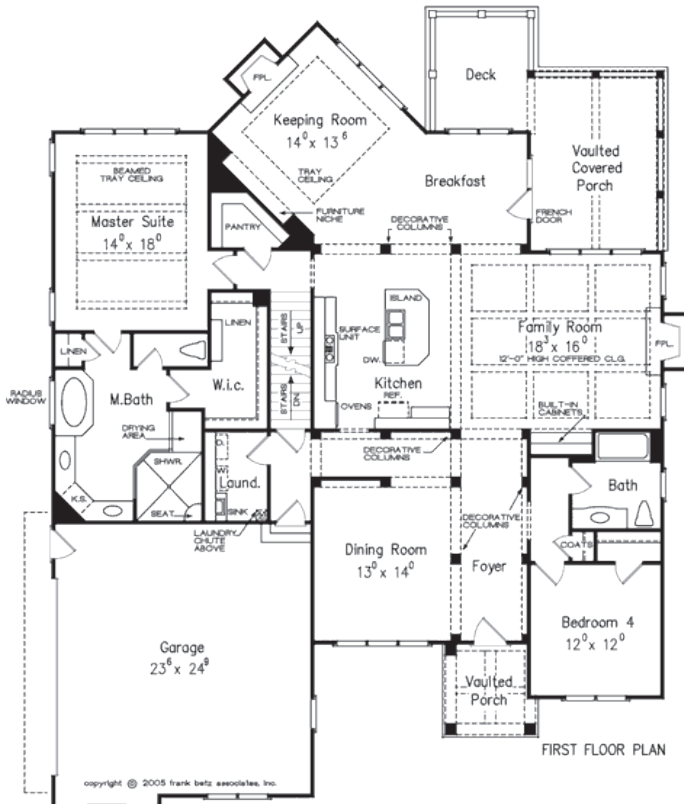 Deck
FPL.
Keeping Room
14⁰ x 13⁶
TRAY
CEILING
Vaulted
Covered
Porch
BEAMED
TRAY CEILING
Breakfast
Master Suite
14⁰ x 18⁰
PANTRY
FURNITURE
NICHE
DECORATIVE
COLUMNS
FRENCH
DOOR
LINEN
STAIRS
UP
STAIRS
DN
SURFACE
UNIT
ISLAND
DW.
Family Room
18³ x 16⁰
12'-0" HIGH COFFERED CLG.
FPL.
LINEN
W.i.c.
Kitchen
REF.
OVENS
RADIUS
WINDOW
M.Bath
DRYING
AREA
BUILT-IN
CABINETS
DECORATIVE
COLUMNS
SHWR.
D.
W
Laund.
SINK
K.S.
SEAT
LAUNDRY
CHUTE
ABOVE
Bath
DECORATIVE
COLUMNS
COATS
Dining Room
13⁰ x 14⁰
Foyer
Bedroom 4
12⁰ x 12⁰
Garage
23⁶ x 24⁹
Vaulted
Porch
FIRST FLOOR PLAN
copyright © 2005 frank betz associates, inc.